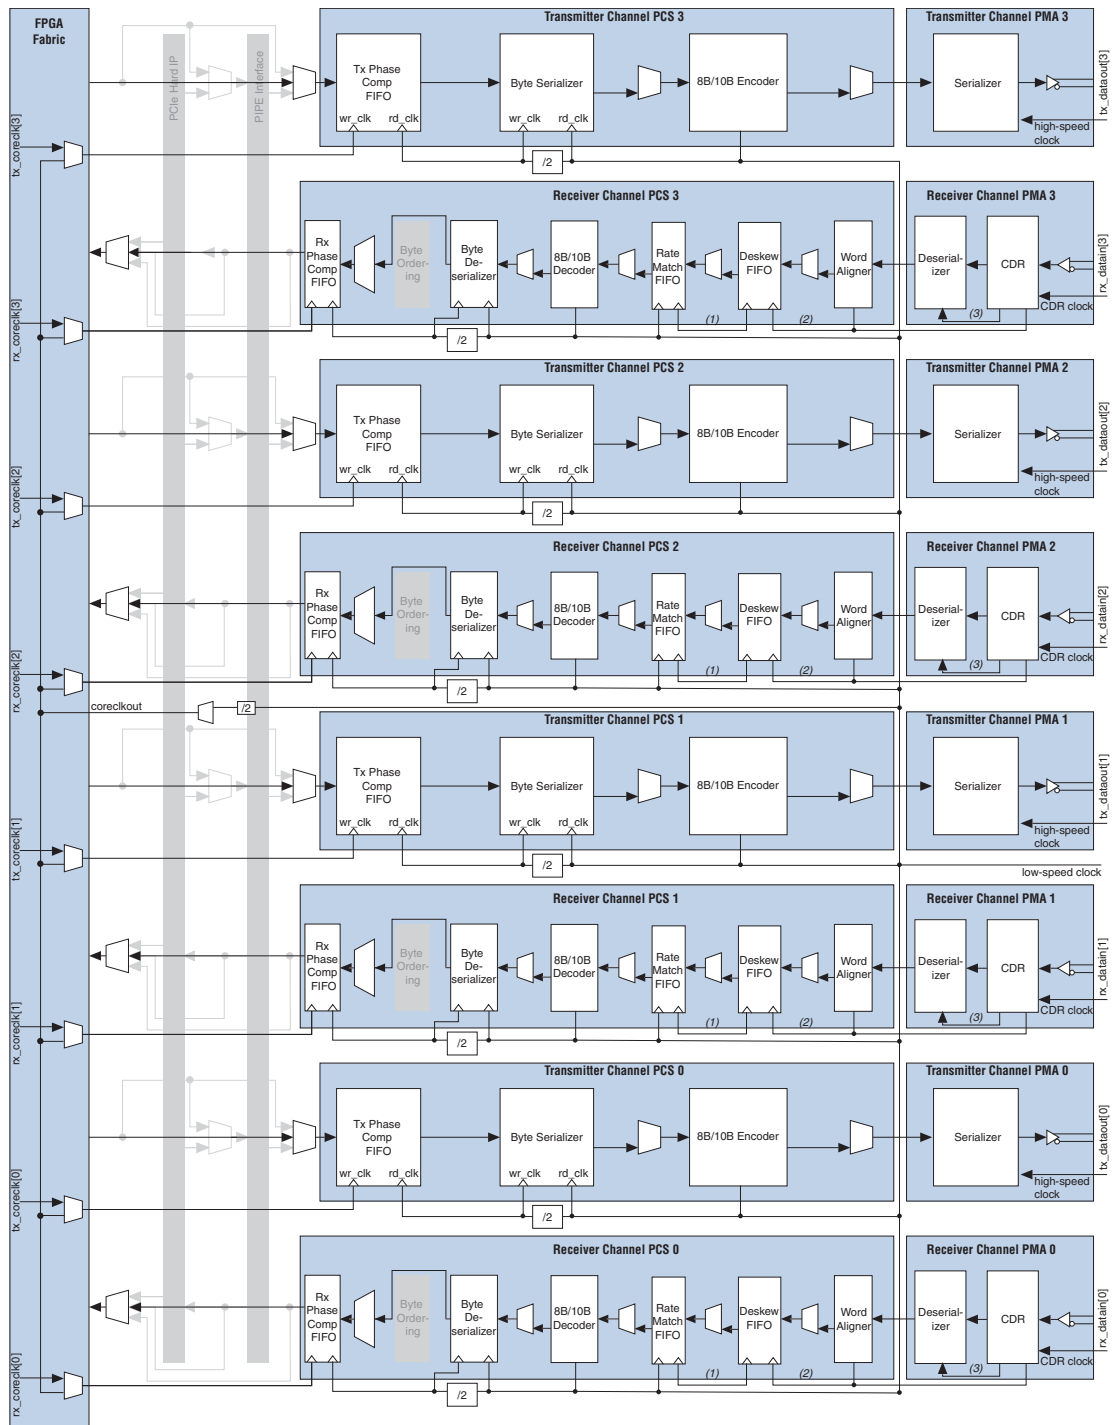 FPGA
Fabric
PCIe Hard IP
PIPE Interface
Transmitter Channel PCS 3
Tx Phase
Comp
FIFO
wr_clk
rd_clk
Byte Serializer
wr_clk
rd_clk
8B/10B Encoder
/2
Transmitter Channel PMA 3
Serializer
high-speed
clock
tx_dataout[3]
tx_coreclk[3]
Receiver Channel PCS 3
Rx
Phase
Comp
FIFO
Byte
Order-
ing
Byte
De-
serializer
8B/10B
Decoder
Rate
Match
FIFO
Deskew
FIFO
Word
Aligner
(1)
(2)
/2
Receiver Channel PMA 3
Deserial-
izer
CDR
(3)
CDR clock
rx_datain[3]
rx_coreclk[3]
Transmitter Channel PCS 2
Tx Phase
Comp
FIFO
wr_clk
rd_clk
Byte Serializer
wr_clk
rd_clk
8B/10B Encoder
/2
Transmitter Channel PMA 2
Serializer
high-speed
clock
tx_dataout[2]
tx_coreclk[2]
Receiver Channel PCS 2
Rx
Phase
Comp
FIFO
Byte
Order-
ing
Byte
De-
serializer
8B/10B
Decoder
Rate
Match
FIFO
Deskew
FIFO
Word
Aligner
(1)
(2)
/2
Receiver Channel PMA 2
Deserial-
izer
CDR
(3)
CDR clock
rx_datain[2]
rx_coreclk[2]
coreclkout
/2
Transmitter Channel PCS 1
Tx Phase
Comp
FIFO
wr_clk
rd_clk
Byte Serializer
wr_clk
rd_clk
8B/10B Encoder
/2
Transmitter Channel PMA 1
Serializer
high-speed
clock
tx_dataout[1]
tx_coreclk[1]
low-speed clock
Receiver Channel PCS 1
Rx
Phase
Comp
FIFO
Byte
Order-
ing
Byte
De-
serializer
8B/10B
Decoder
Rate
Match
FIFO
Deskew
FIFO
Word
Aligner
(1)
(2)
/2
Receiver Channel PMA 1
Deserial-
izer
CDR
(3)
CDR clock
rx_datain[1]
rx_coreclk[1]
Transmitter Channel PCS 0
Tx Phase
Comp
FIFO
wr_clk
rd_clk
Byte Serializer
wr_clk
rd_clk
8B/10B Encoder
/2
Transmitter Channel PMA 0
Serializer
high-speed
clock
tx_dataout[0]
tx_coreclk[0]
Receiver Channel PCS 0
Rx
Phase
Comp
FIFO
Byte
Order-
ing
Byte
De-
serializer
8B/10B
Decoder
Rate
Match
FIFO
Deskew
FIFO
Word
Aligner
(1)
(2)
/2
Receiver Channel PMA 0
Deserial-
izer
CDR
(3)
CDR clock
rx_datain[0]
rx_coreclk[0]